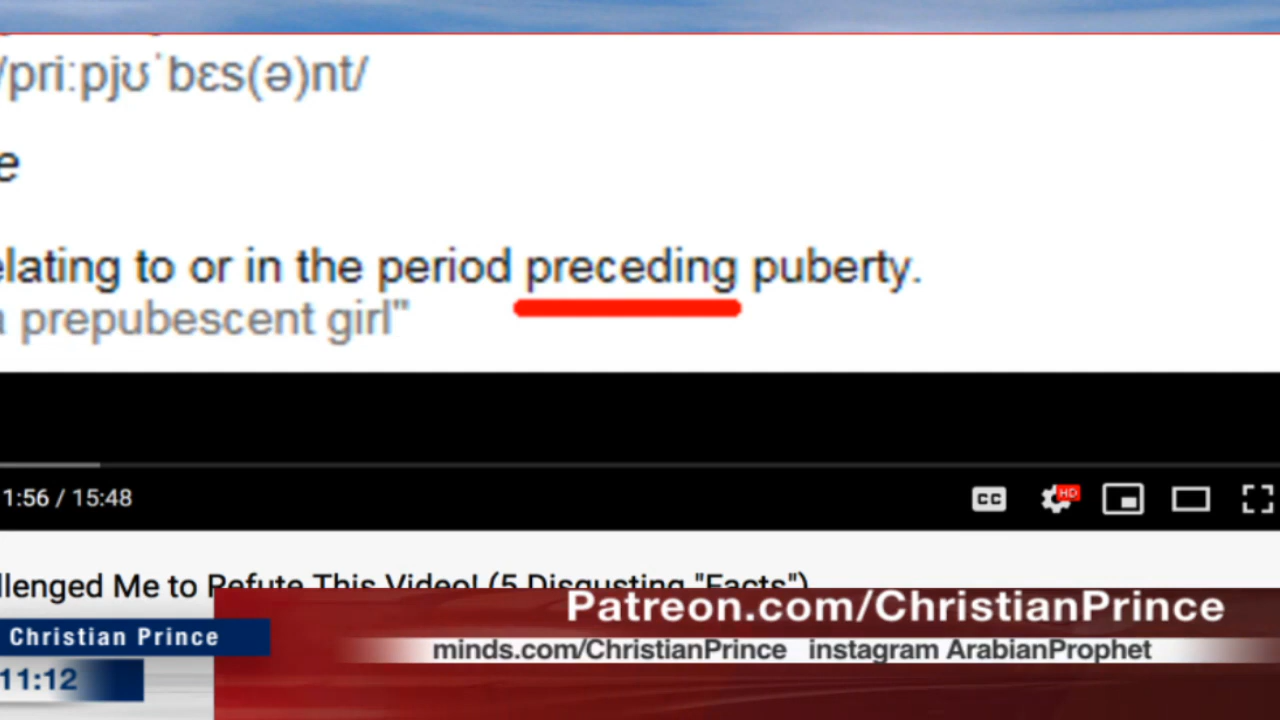 /priːpjʊˈbɛs(ə)nt/
e
elating to or in the period preceding puberty.
a prepubescent girl"
1:56 / 15:48
CC
HD
llenged Me to Refute This Video! (5 Disgusting "Facts")
Patreon.com/ChristianPrince
Christian Prince
minds.com/ChristianPrince instagram ArabianProphet
11:12